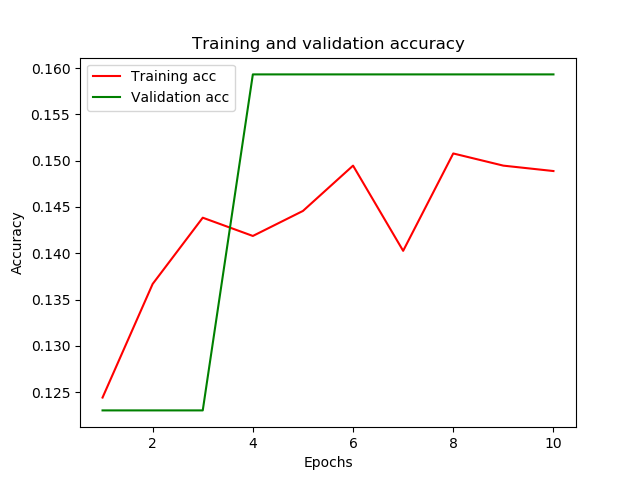 Training and validation accuracy
Training acc
Validation acc
0.160
0.155
0.150
0.145
0.140
0.135
0.130
0.125
Accuracy
2
4
6
8
10
Epochs